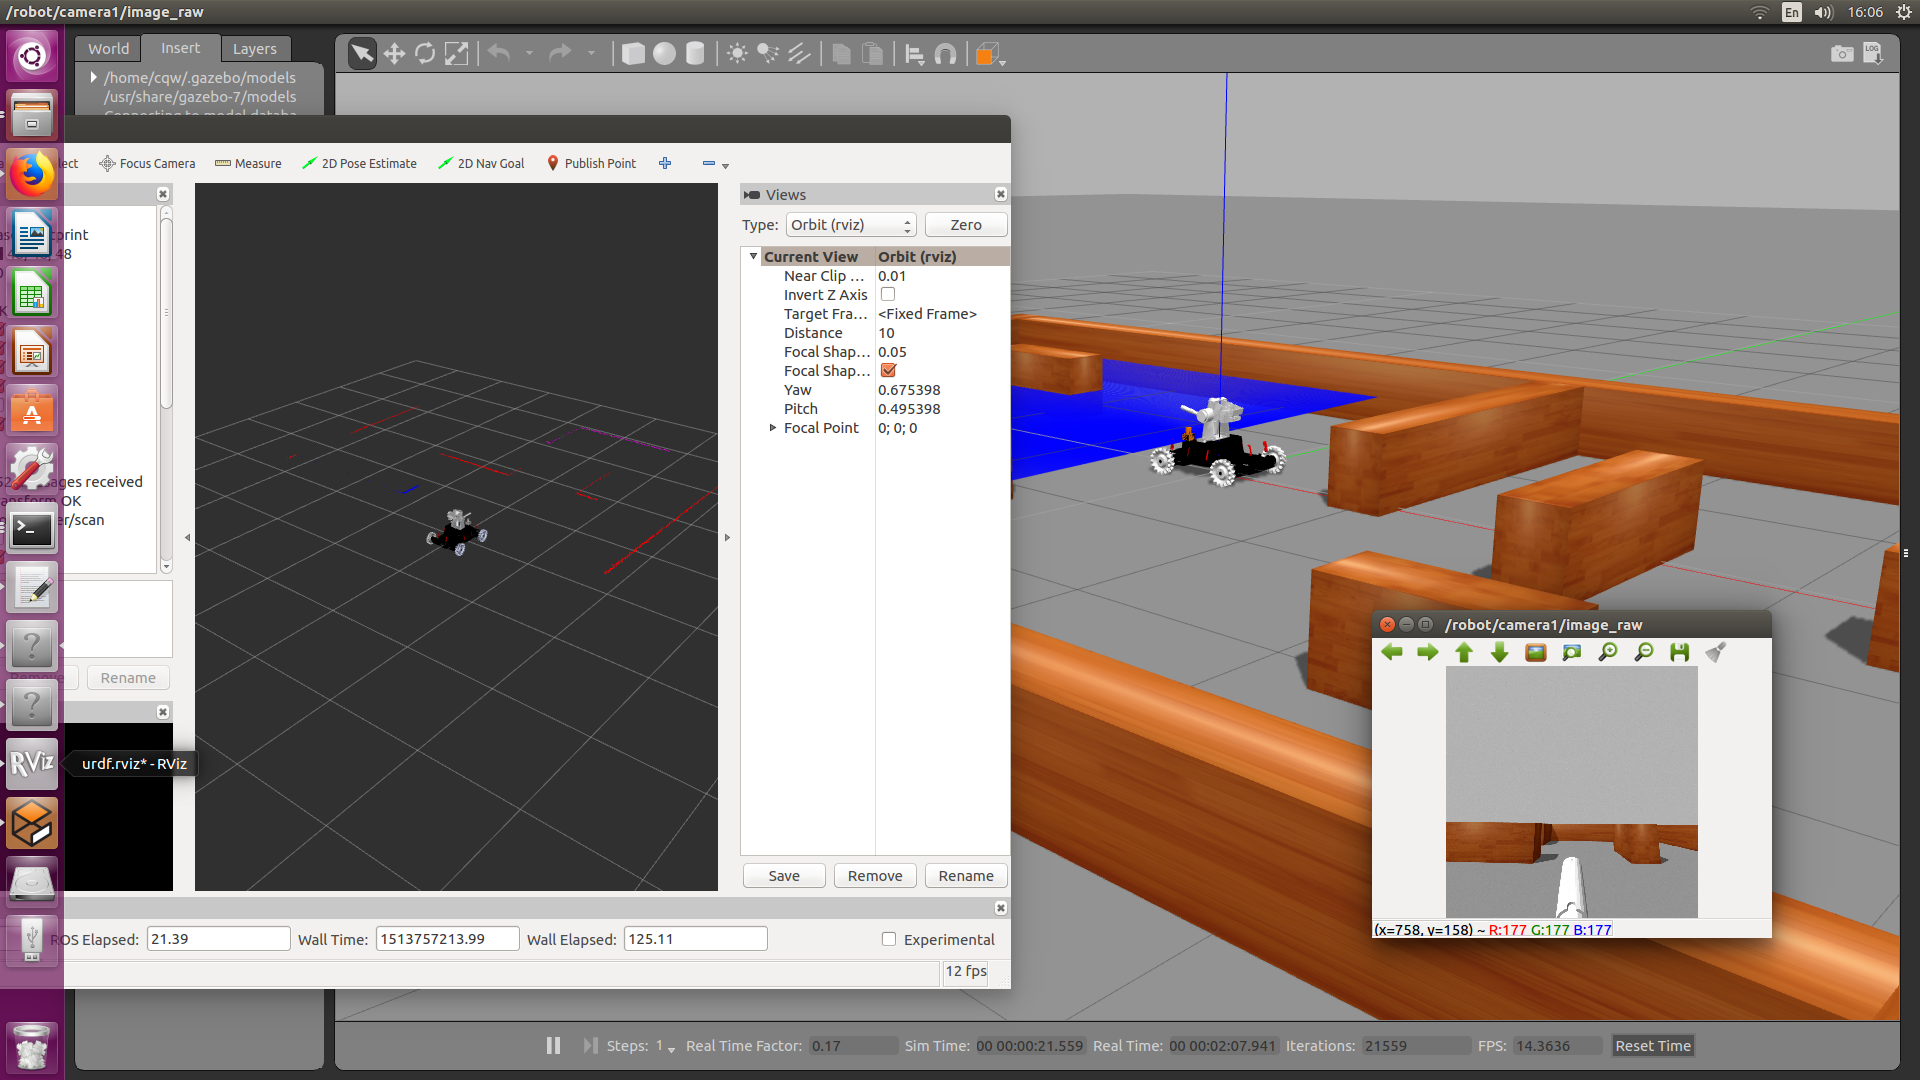 /robot/camera1/image_raw
En
16:06
World Insert Layers
/home/cqw/.gazebo/models
/usr/share/gazebo-7/models
LOG
Focus Camera Measure 2D Pose Estimate 2D Nav Goal Publish Point
Views
Type: Orbit (rviz) Zero
Current View Orbit (rviz)
Near Clip ... 0.01
Invert Z Axis
Target Fra... <Fixed Frame>
Distance 10
Focal Shap... 0.05
Focal Shap...
Yaw 0.675398
Pitch 0.495398
Focal Point 0; 0; 0
OK
er/scan
Rename
RViz
urdf.rviz* - RViz
Save Remove Rename
ROS Elapsed: 21.39 Wall Time: 1513757213.99 Wall Elapsed: 125.11 Experimental
12 fps
/robot/camera1/image_raw
(x=758, y=158) ~ R:177 G:177 B:177
Steps: 1 Real Time Factor: 0.17 Sim Time: 00 00:00:21.559 Real Time: 00 00:02:07.941 Iterations: 21559 FPS: 14.3636 Reset Time